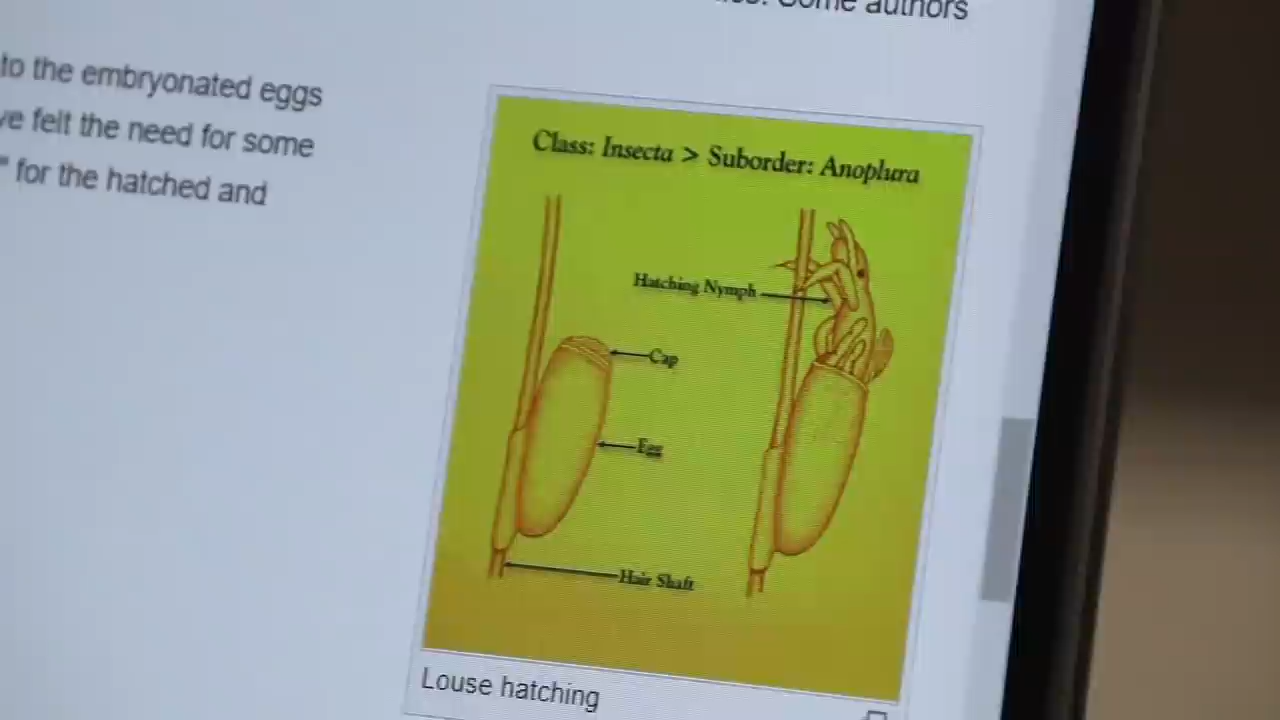 Some authors
to the embryonated eggs
ve felt the need for some
" for the hatched and
Class: Insecta > Suborder: Anoplura
Hatching Nymph
Cap
Egg
Hair Shaft
Louse hatching